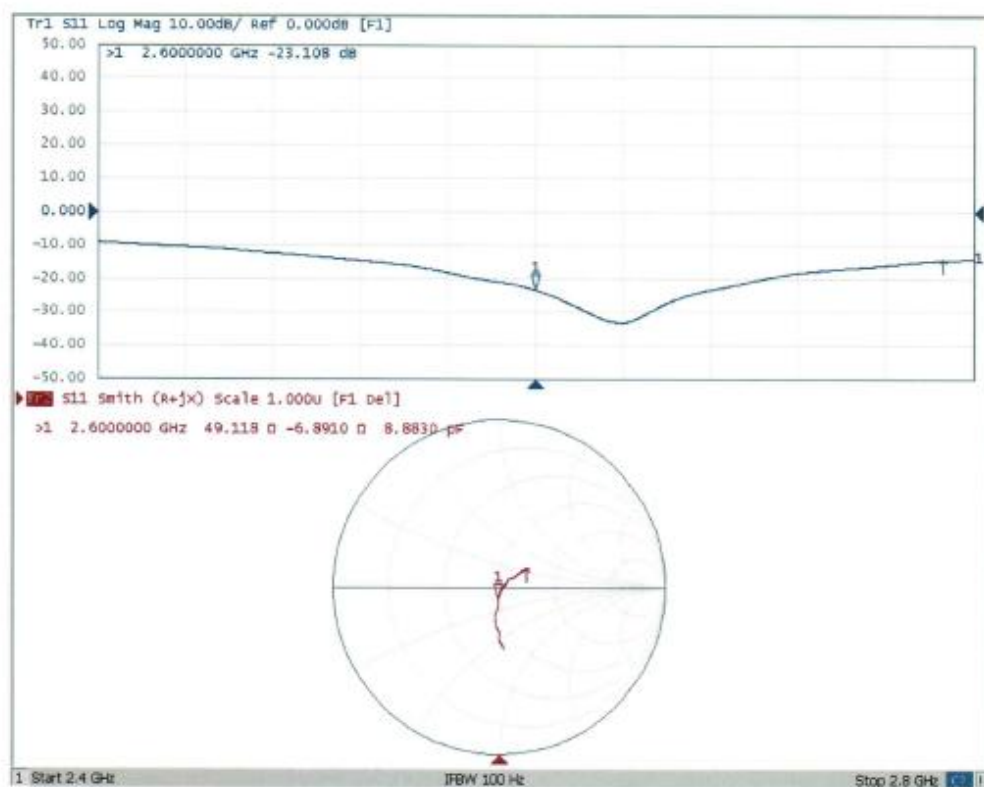 Tr1 S11 Log Mag 10.00dB/ Ref 0.000dB [F1]
50.00
>1 2.6000000 GHz -23.108 dB
40.00
30.00
20.00
10.00
0.000
-10.00
1
-20.00
1
-30.00
-40.00
-50.00
S11 Smith (R+jX) Scale 1.000U [F1 Del]
>1 2.6000000 GHz 49.118 Ω -6.8910 Ω 8.8830 pF
1
1 Start 2.4 GHz IFBW 100 Hz Stop 2.8 GHz